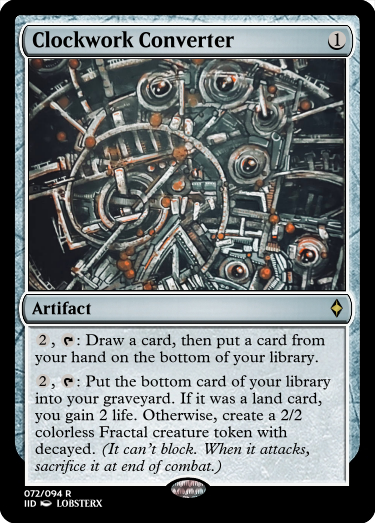 Clockwork Converter 1
Artifact
2, T: Draw a card, then put a card from
your hand on the bottom of your library.
2, T: Put the bottom card of your library
into your graveyard. If it was a land card,
you gain 2 life. Otherwise, create a 2/2
colorless Fractal creature token with
decayed. (It can't block. When it attacks,
sacrifice it at end of combat.)
072/094 R
IID LOBSTERX